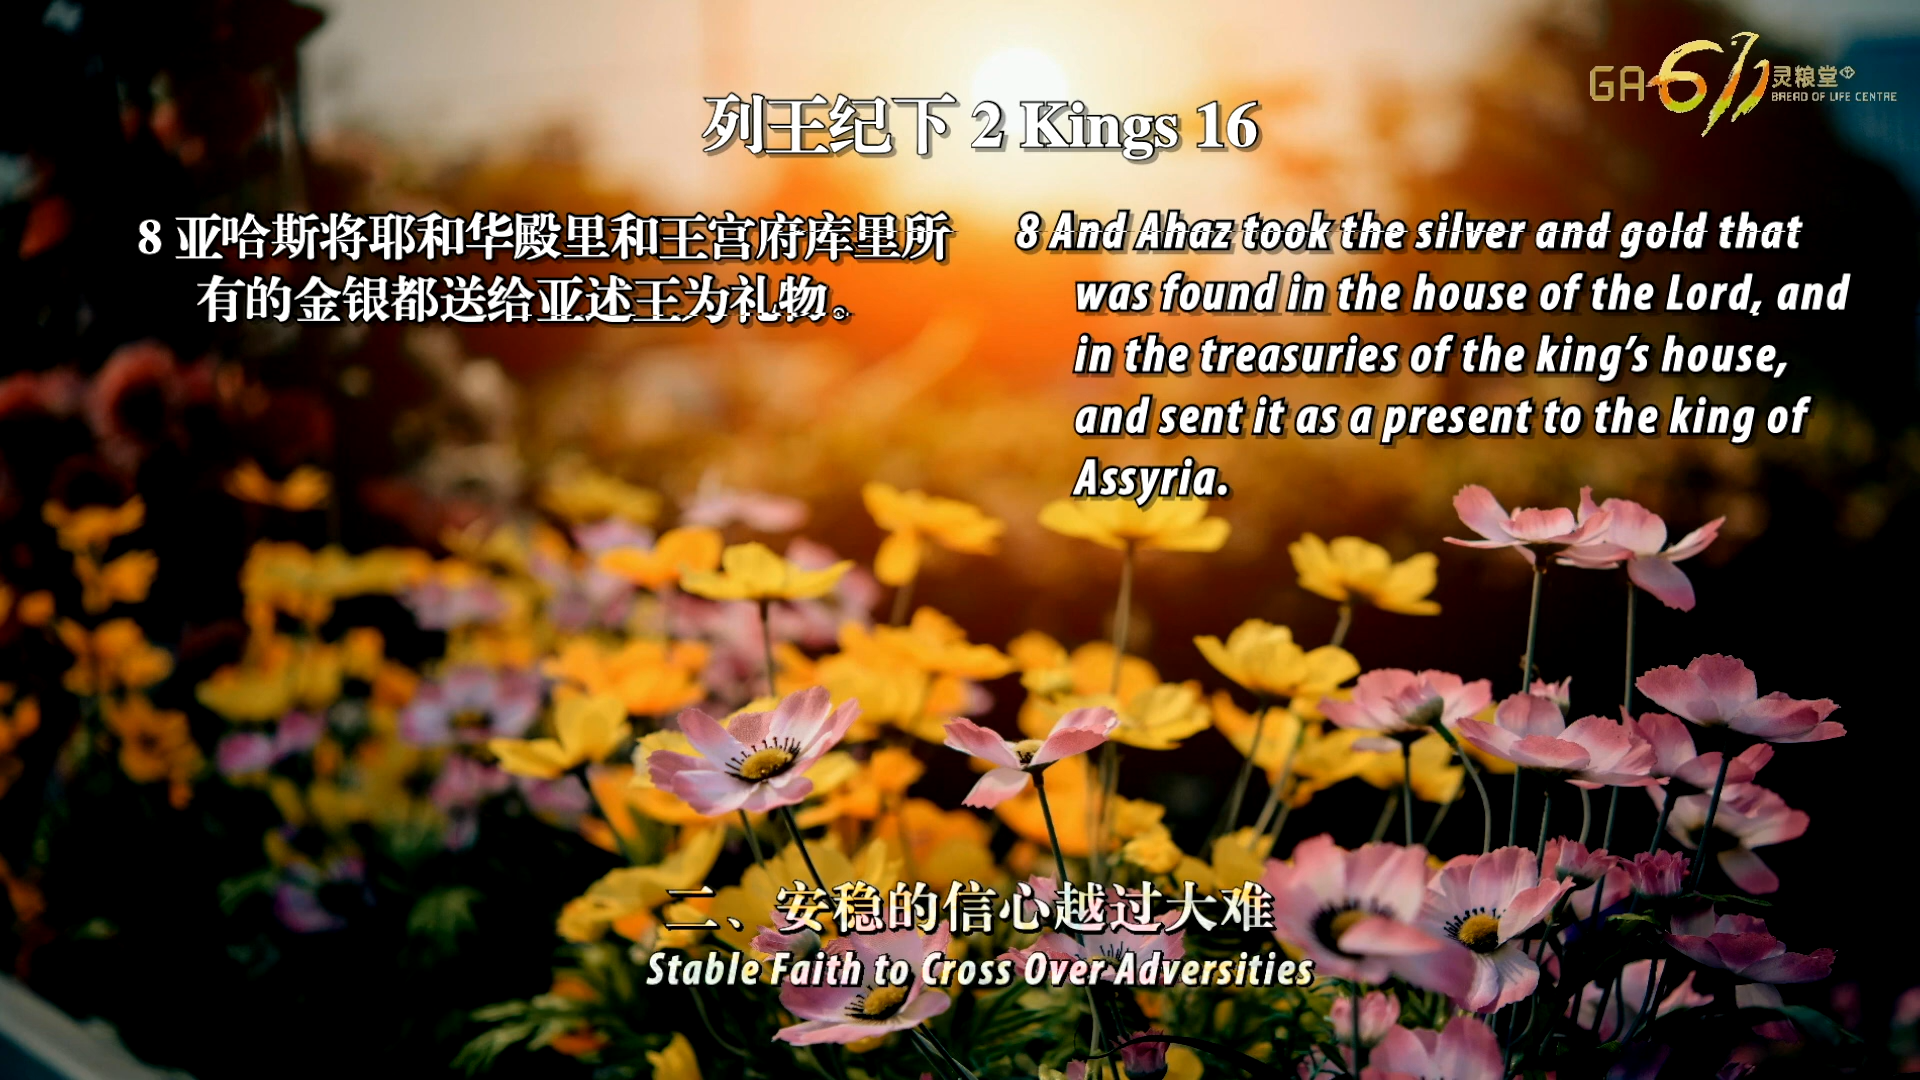 GA 611 灵粮堂
BREAD OF LIFE CENTRE
列王纪下 2 Kings 16
8 亚哈斯将耶和华殿里和王宫府库里所
有的金银都送给亚述王为礼物。
8 And Ahaz took the silver and gold that
was found in the house of the Lord, and
in the treasuries of the king’s house,
and sent it as a present to the king of
Assyria.
二、安稳的信心越过大难
Stable Faith to Cross Over Adversities